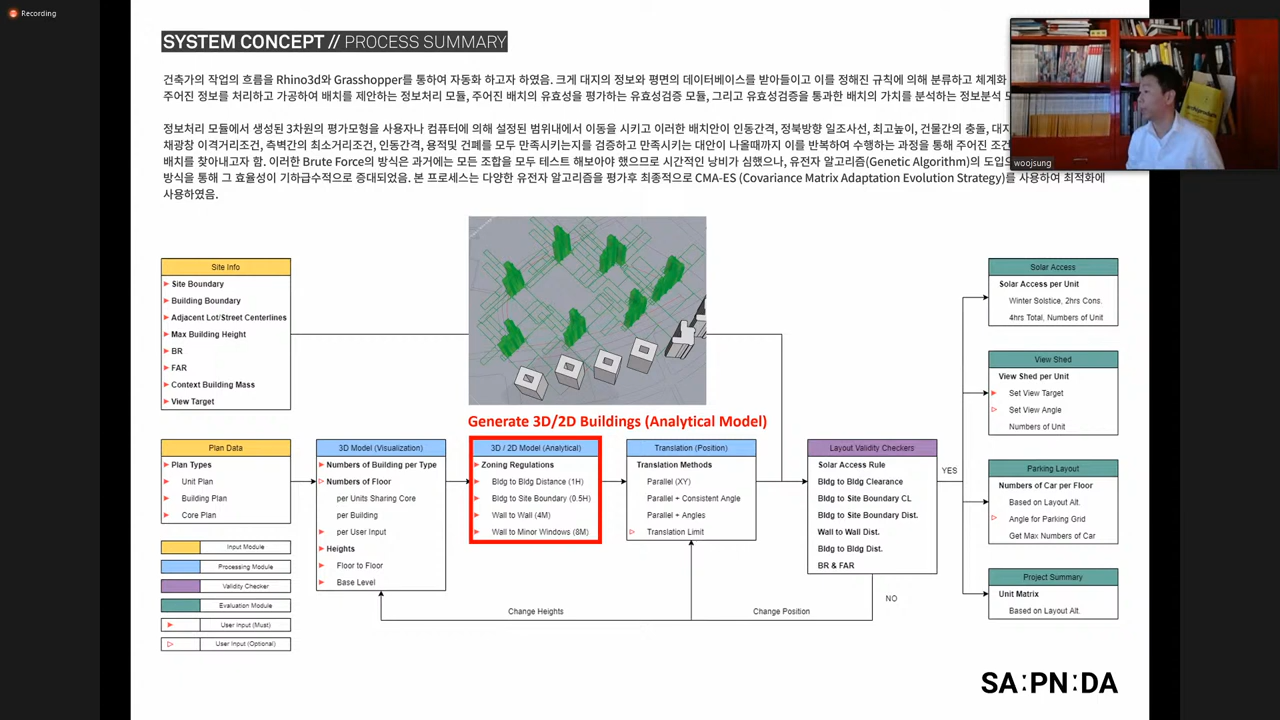 Recording
SYSTEM CONCEPT // PROCESS SUMMARY
건축가의 작업의 흐름을 Rhino3d와 Grasshopper를 통하여 자동화 하고자 하였음. 크게 대지의 정보와 평면의 데이터베이스를 받아들이고 이를 정해진 규칙에 의해 분류하고 체계화
주어진 정보를 처리하고 가공하여 배치를 제안하는 정보처리 모듈, 주어진 배치의 유효성을 평가하는 유효성검증 모듈, 그리고 유효성검증을 통과한 배치의 가치를 분석하는 정보분석
정보처리 모듈에서 생성된 3차원의 평가모형을 사용자나 컴퓨터에 의해 설정된 범위내에서 이동을 시키고 이러한 배치안이 인동간격, 정북방향 일조사선, 최고높이, 건물간의 충돌, 대지
채광창 이격거리조건, 측벽간의 최소거리조건, 인동간격, 용적및 건폐를 모두 만족시키는지를 검증하고 만족시키는 대안이 나올때까지 이를 반복하여 수행하는 과정을 통해 주어진 조건
배치를 찾아내고자 함. 이러한 Brute Force의 방식은 과거에는 모든 조합을 모두 테스트 해보아야 했으므로 시간적인 낭비가 심했으나, 유전자 알고리즘(Genetic Algorithm)의 도입으
방식을 통해 그 효율성이 기하급수적으로 증대되었음. 본 프로세스는 다양한 유전자 알고리즘을 평가후 최종적으로 CMA-ES (Covariance Matrix Adaptation Evolution Strategy)를 사용하여 최적화에
사용하였음.
woojsung
Site Info
Site Boundary
Building Boundary
Adjacent Lot/Street Centerlines
Max Building Height
BR
FAR
Context Building Mass
View Target
Generate 3D/2D Buildings (Analytical Model)
Plan Data
Plan Types
Unit Plan
Building Plan
Core Plan
3D Model (Visualization)
Numbers of Building per Type
Numbers of Floor
per Units Sharing Core
per Building
per User Input
Heights
Floor to Floor
Base Level
3D / 2D Model (Analytical)
Zoning Regulations
Bldg to Bldg Distance (1H)
Bldg to Site Boundary (0.5H)
Wall to Wall (4M)
Wall to Minor Windows (8M)
Translation (Position)
Translation Methods
Parallel (XY)
Parallel + Consistent Angle
Parallel + Angles
Translation Limit
Layout Validity Checkers
Solar Access Rule
Bldg to Bldg Clearance
Bldg to Site Boundary CL
Bldg to Site Boundary Dist.
Wall to Wall Dist.
Bldg to Bldg Dist.
BR & FAR
YES
NO
Change Heights
Change Position
Solar Access
Solar Access per Unit
Winter Solstice, 2hrs Cons.
4hrs Total, Numbers of Unit
View Shed
View Shed per Unit
Set View Target
Set View Angle
Numbers of Unit
Parking Layout
Numbers of Car per Floor
Based on Layout Alt.
Angle for Parking Grid
Get Max Numbers of Car
Project Summary
Unit Matrix
Based on Layout Alt.
Input Module
Processing Module
Validity Checker
Evaluation Module
User Input (Must)
User Input (Optional)
SA:PN:DA